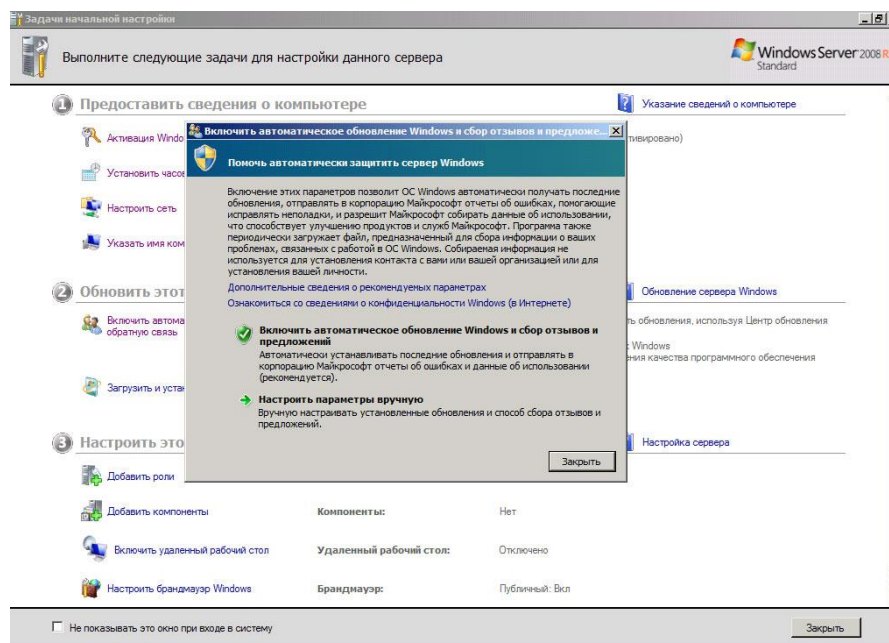 Задачи начальной настройки
Выполните следующие задачи для настройки данного сервера
Windows Server 2008 R
Standard
1 Предоставить сведения о компьютере
Указание сведений о компьютере
Активация Windo
тивировано)
Установить часо
Настроить сеть
Указать имя ком
Включить автоматическое обновление Windows и сбор отзывов и предложе...
Помочь автоматически защитить сервер Windows
Включение этих параметров позволит ОС Windows автоматически получать последние
обновления, отправлять в корпорацию Майкрософт отчеты об ошибках, помогающие
исправлять неполадки, и разрешит Майкрософт собирать данные об использовании,
что способствует улучшению продуктов и служб Майкрософт. Программа также
периодически загружает файл, предназначенный для сбора информации о ваших
проблемах, связанных с работой в ОС Windows. Собираемая информация не
используется для установления контакта с вами или вашей организацией или для
установления вашей личности.
Дополнительные сведения о рекомендуемых параметрах
Ознакомиться со сведениями о конфиденциальности Windows (в Интернете)
Включить автоматическое обновление Windows и сбор отзывов и
предложений
Автоматически устанавливать последние обновления и отправлять в
корпорацию Майкрософт отчеты об ошибках и данные об использовании
(рекомендуется).
Настроить параметры вручную
Вручную настраивать установленные обновления и способ сбора отзывов и
предложений.
Закрыть
2 Обновить этот
Обновление сервера Windows
Включить автома
обратную связь
ть обновления, используя Центр обновления
Windows
ния качества программного обеспечения
Загрузить и уста
3 Настроить это
Настройка сервера
Добавить роли
Добавить компоненты
Компоненты:
Нет
Включить удаленный рабочий стол
Удаленный рабочий стол:
Отключено
Настроить брандмауэр Windows
Брандмауэр:
Публичный: Вкл
Не показывать это окно при входе в систему
Закрыть